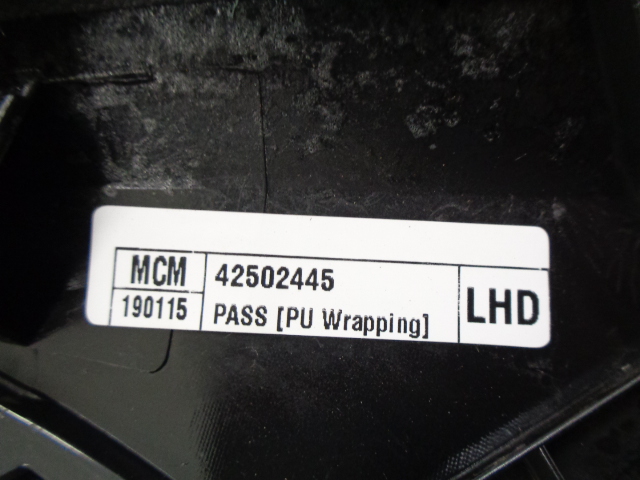 MCM 42502445 LHD
190115 PASS [PU Wrapping]